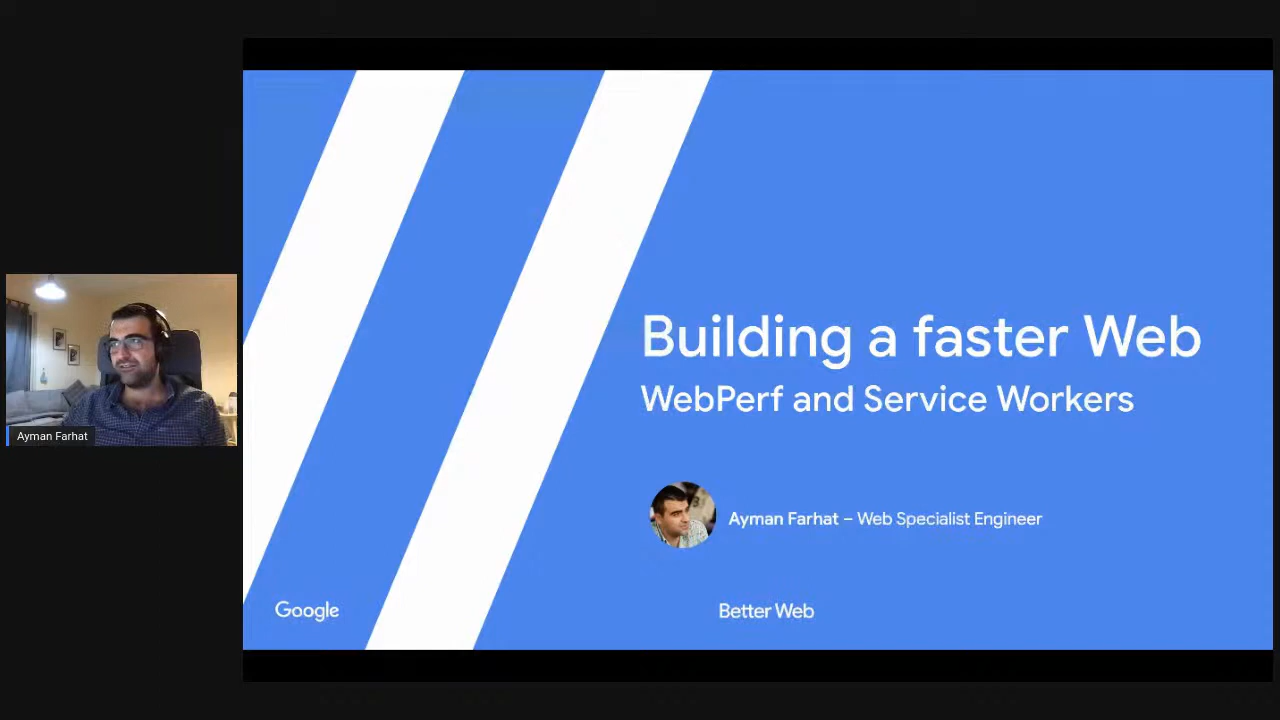 Building a faster Web
WebPerf and Service Workers
Ayman Farhat – Web Specialist Engineer
Ayman Farhat
Google
Better Web